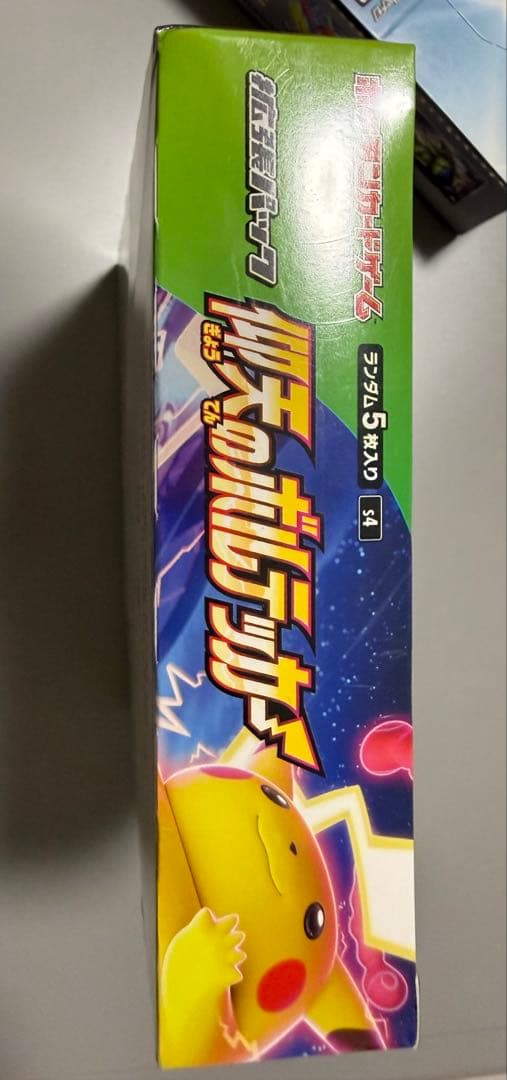 ポケモンカードゲーム
拡張パック
ランダム5枚入り
s4
仰天のボルテッカー
ぎょう てん